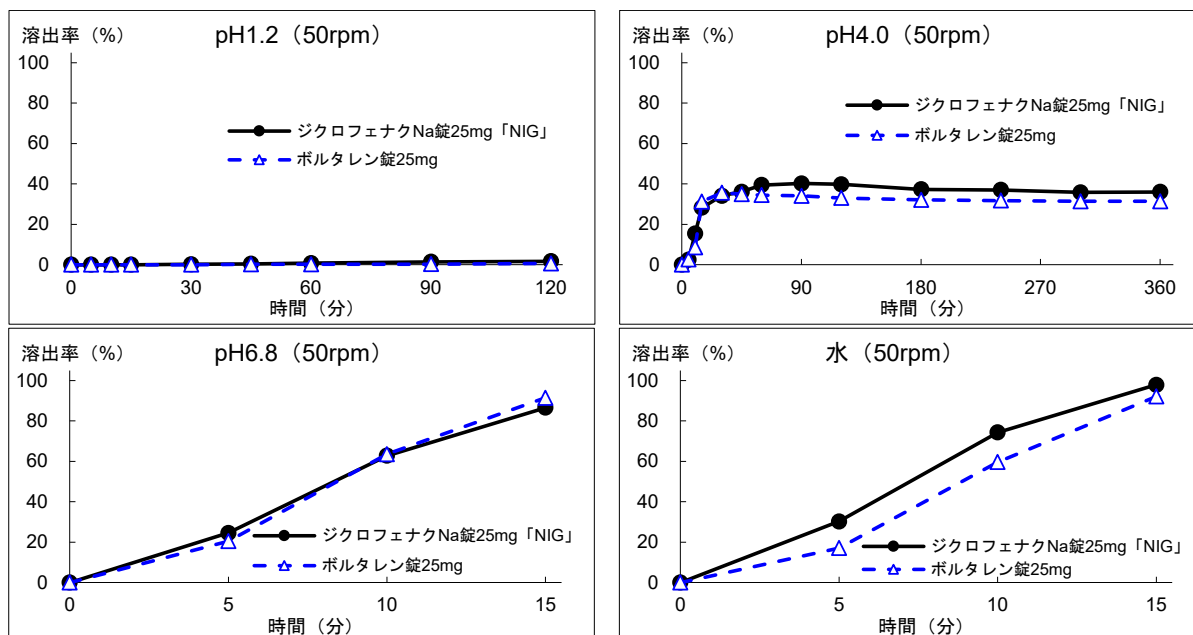 溶出率（%） pH1.2（50rpm）
100
80
60
40
20
0
ジクロフェナクNa錠25mg「NIG」
ボルタレン錠25mg
0 30 60 90 120
時間（分）
溶出率（%） pH4.0（50rpm）
100
80
60
40
20
0
ジクロフェナクNa錠25mg「NIG」
ボルタレン錠25mg
0 90 180 270 360
時間（分）
溶出率（%） pH6.8（50rpm）
100
80
60
40
20
0
ジクロフェナクNa錠25mg「NIG」
ボルタレン錠25mg
0 5 10 15
時間（分）
溶出率（%） 水（50rpm）
100
80
60
40
20
0
ジクロフェナクNa錠25mg「NIG」
ボルタレン錠25mg
0 5 10 15
時間（分）